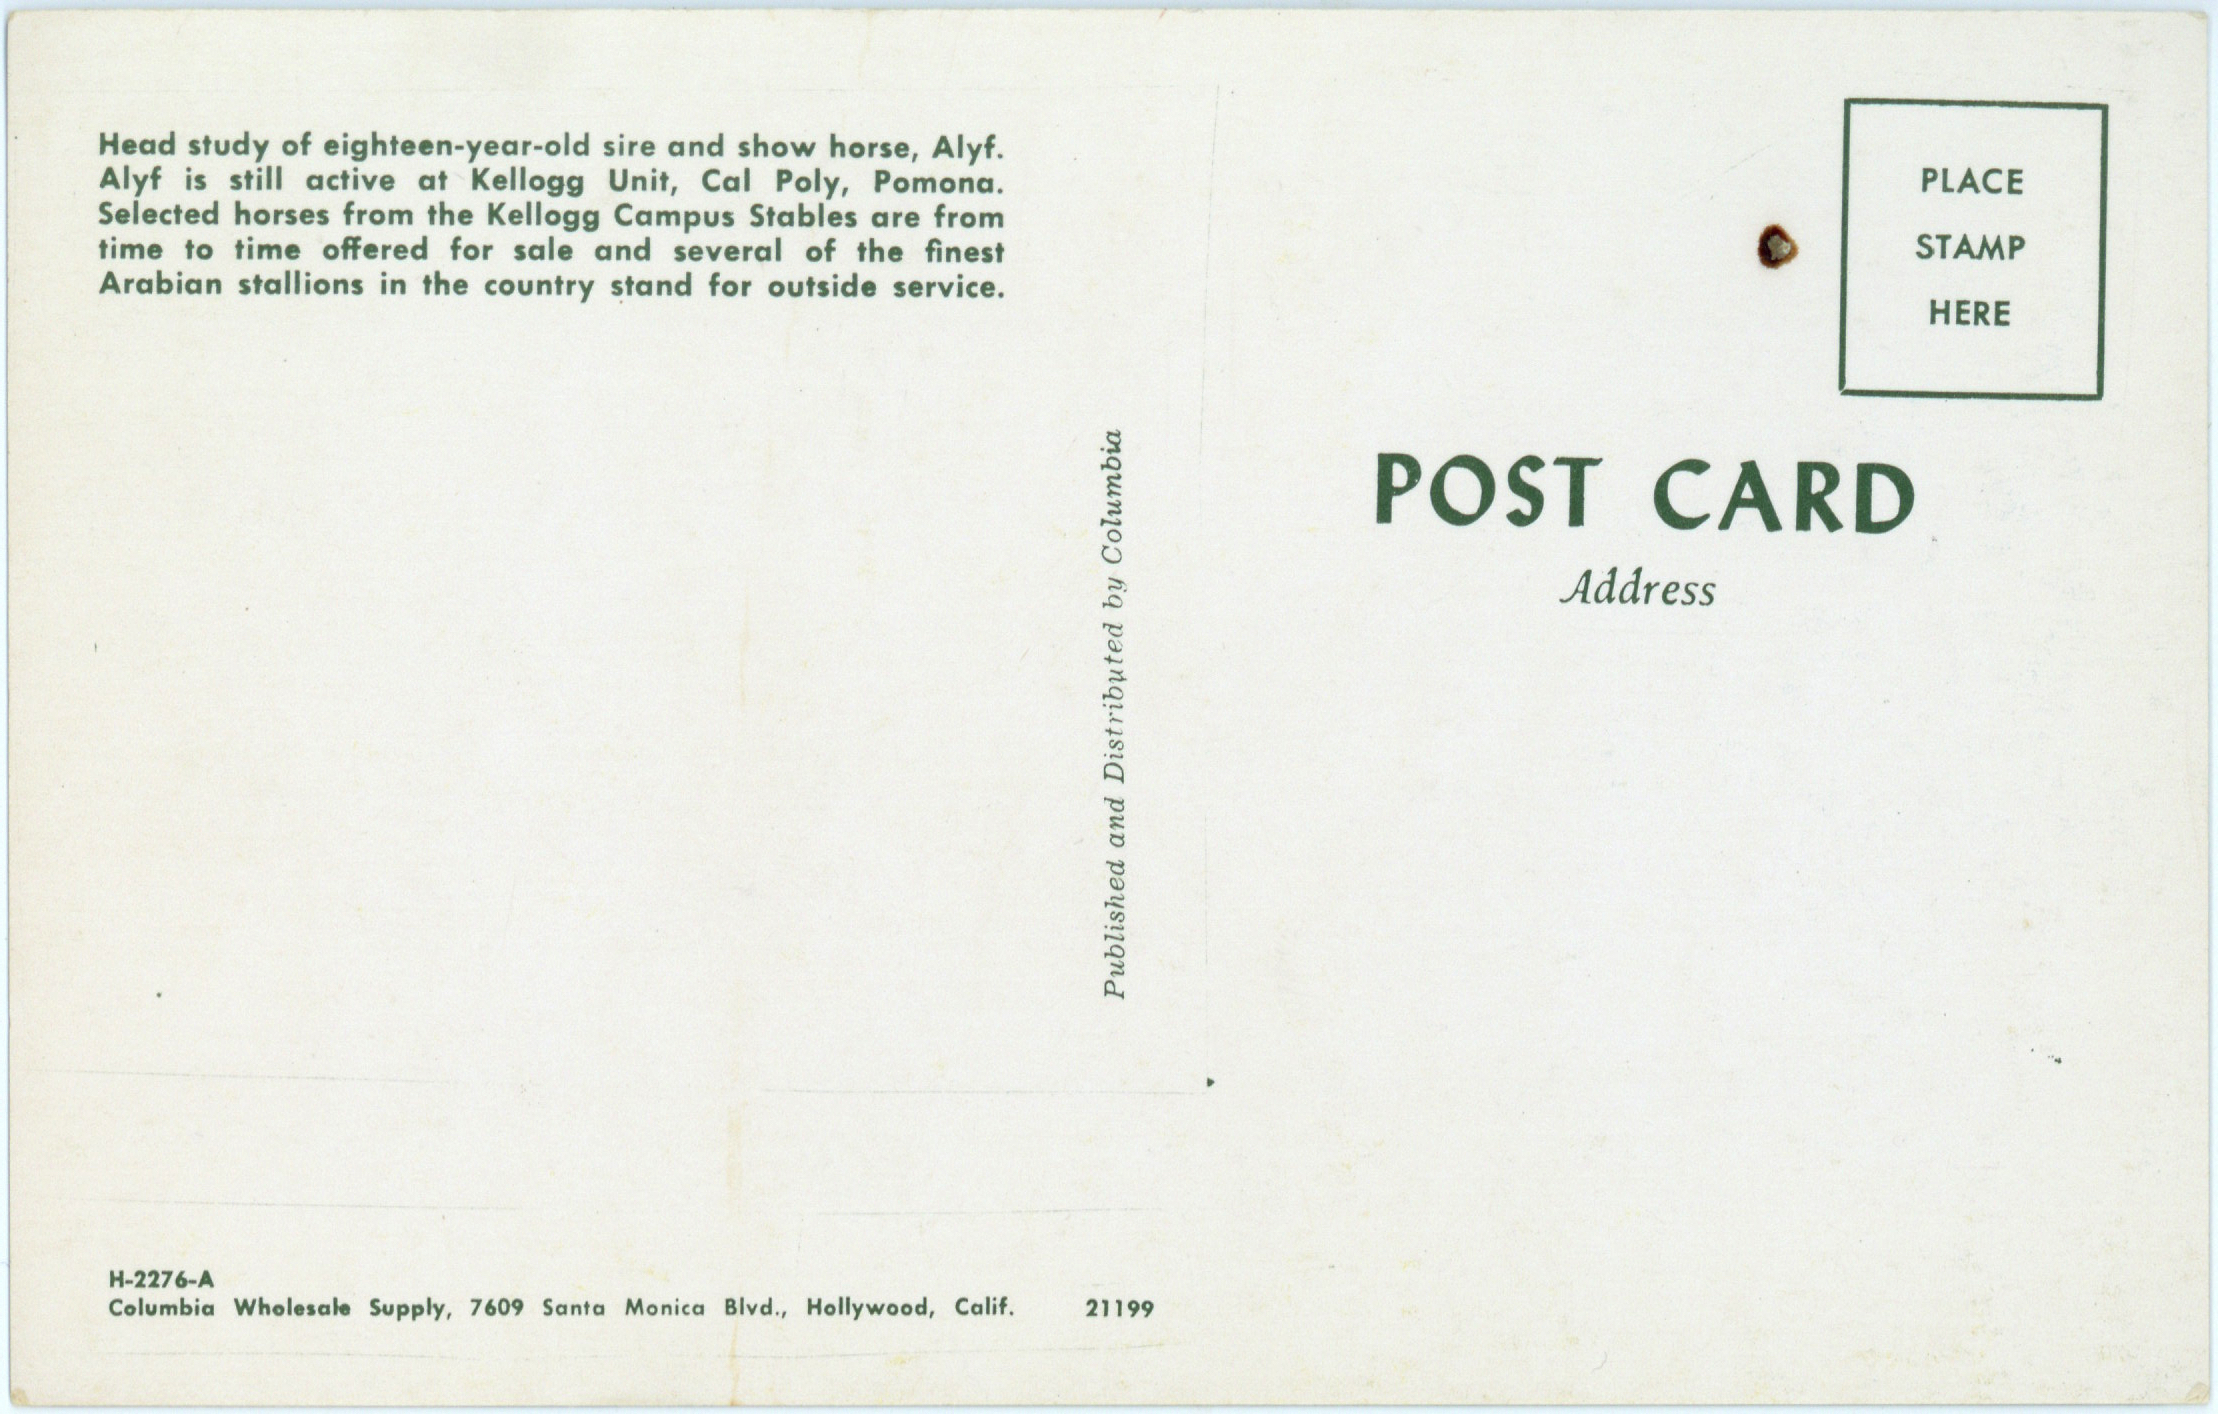 Head study of eighteen-year-old sire and show horse, Alyf.
Alyf is still active at Kellogg Unit, Cal Poly, Pomona.
Selected horses from the Kellogg Campus Stables are from
time to time offered for sale and several of the finest
Arabian stallions in the country stand for outside service.
H-2276-A
Columbia Wholesale Supply, 7609 Santa Monica Blvd., Hollywood, Calif. 21199
Published and Distributed by Columbia
PLACE
STAMP
HERE
POST CARD
Address